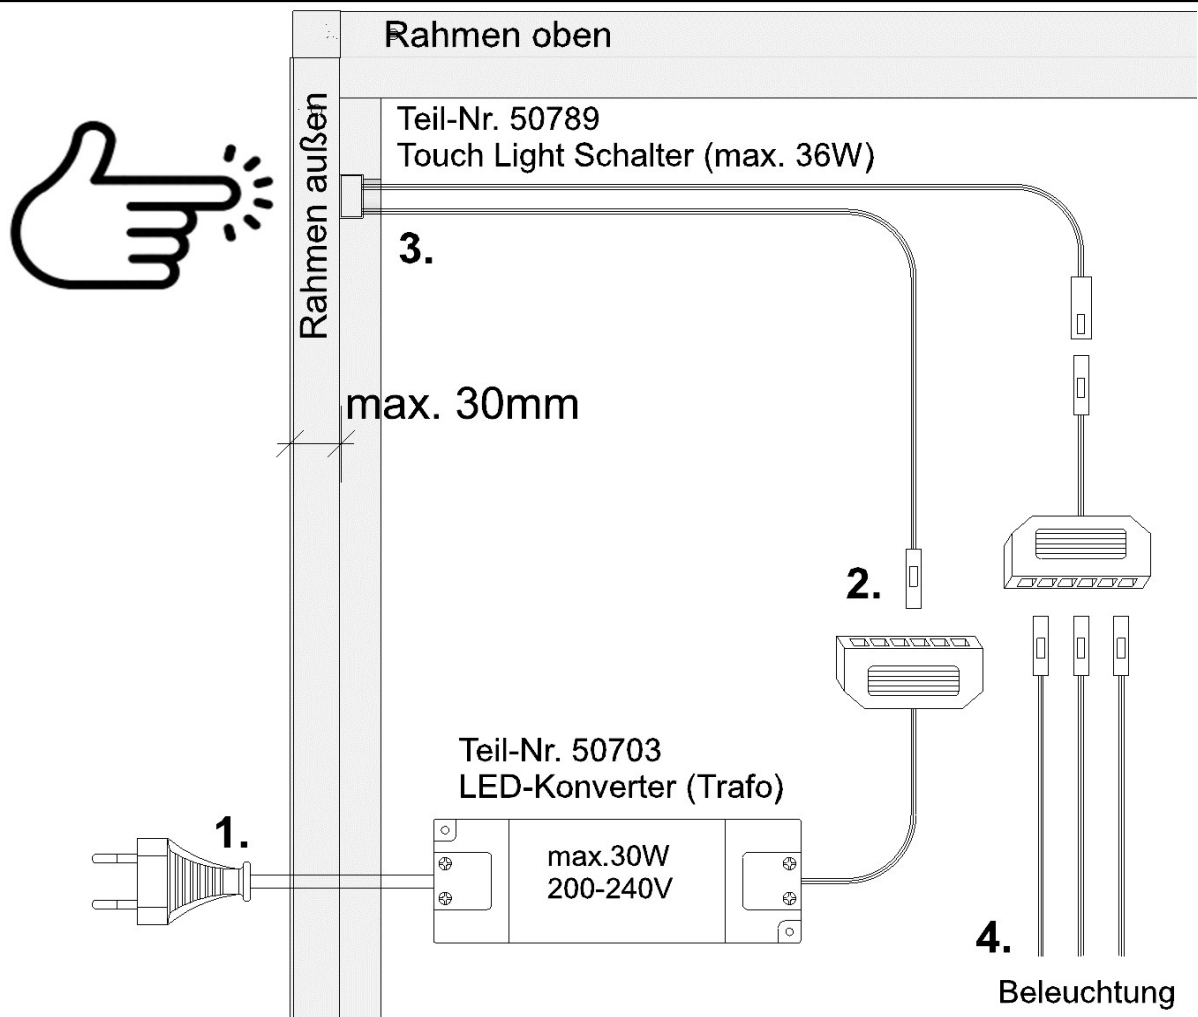 Rahmen oben
Rahmen außen
Teil-Nr. 50789
Touch Light Schalter (max. 36W)
3.
max. 30mm
2.
Teil-Nr. 50703
LED-Konverter (Trafo)
1.
max.30W
200-240V
4.
Beleuchtung